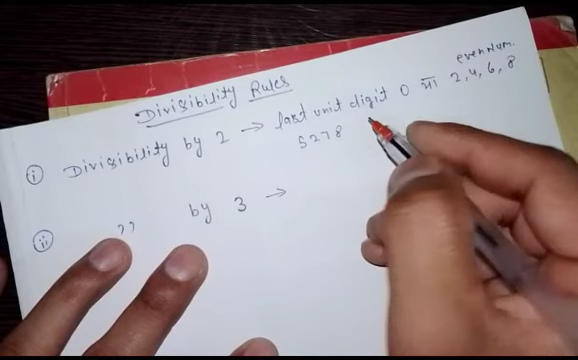 Divisibility Rules
even Num.
(i) Divisibility by 2 → last unit digit 0 या 2, 4, 6, 8
5278
(ii) ,, by 3 →